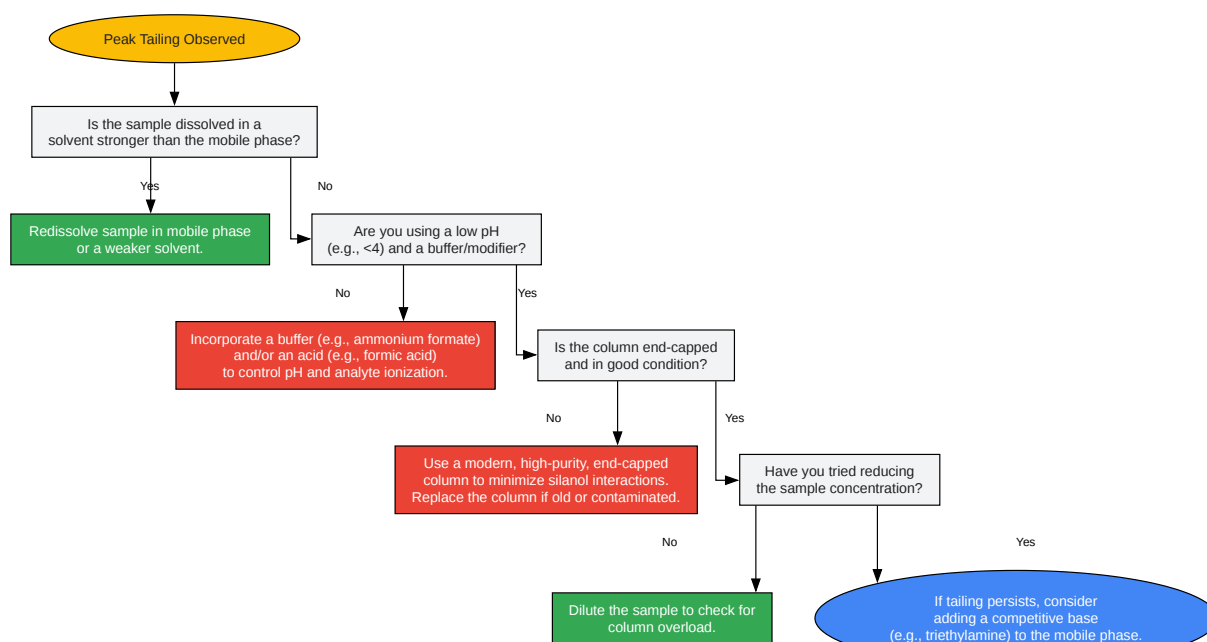 Peak Tailing Observed
Is the sample dissolved in a
solvent stronger than the mobile phase?
Yes
No
Redissolve sample in mobile phase
or a weaker solvent.
Are you using a low pH
(e.g., <4) and a buffer/modifier?
No
Yes
Incorporate a buffer (e.g., ammonium formate)
and/or an acid (e.g., formic acid)
to control pH and analyte ionization.
Is the column end-capped
and in good condition?
No
Yes
Use a modern, high-purity, end-capped
column to minimize silanol interactions.
Replace the column if old or contaminated.
Have you tried reducing
the sample concentration?
No
Yes
Dilute the sample to check for
column overload.
If tailing persists, consider
adding a competitive base
(e.g., triethylamine) to the mobile phase.